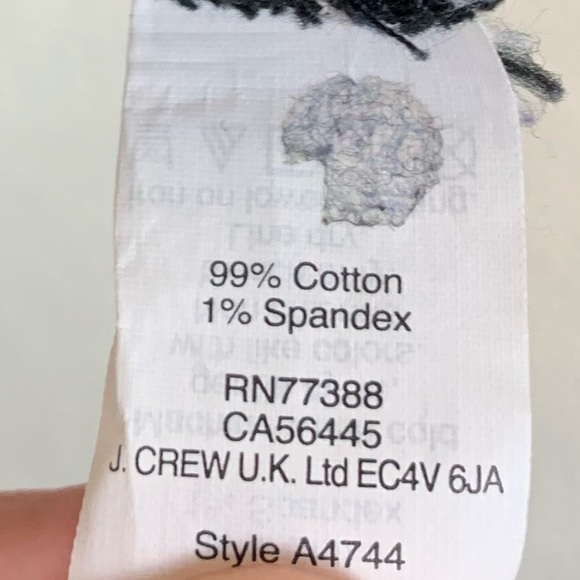 99% Cotton
1% Spandex
RN77388
CA56445
J. CREW U.K. Ltd EC4V 6JA
Style A4744